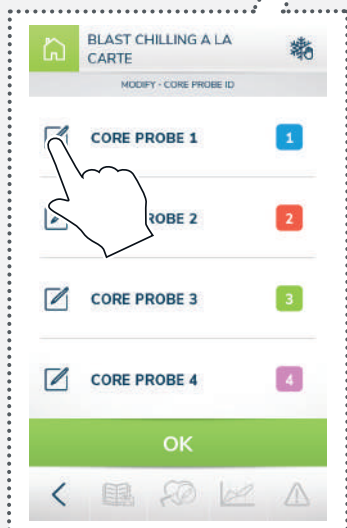 BLAST CHILLING A LA
CARTE
MODIFY - CORE PROBE ID
CORE PROBE 1
1
PROBE 2
2
CORE PROBE 3
3
CORE PROBE 4
4
OK